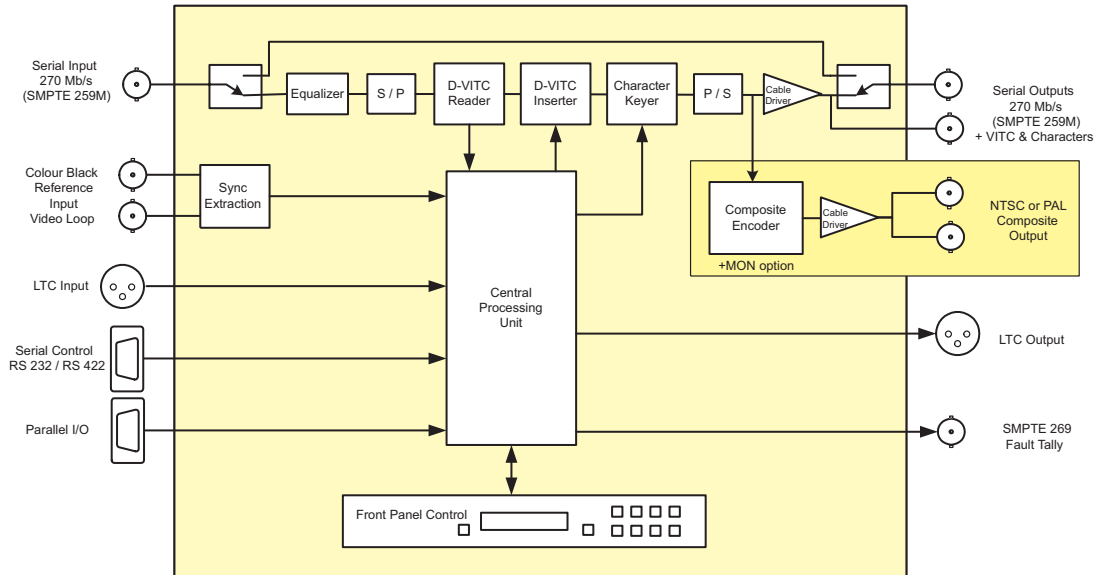 Serial Input
270 Mb/s
(SMPTE 259M)
Equalizer
S / P
D-VITC
Reader
D-VITC
Inserter
Character
Keyer
P / S
Cable
Driver
Serial Outputs
270 Mb/s
(SMPTE 259M)
+ VITC & Characters
Colour Black
Reference
Input
Video Loop
Sync
Extraction
Composite
Encoder
Cable
Driver
NTSC or PAL
Composite
Output
+MON option
LTC Input
Central
Processing
Unit
LTC Output
Serial Control
RS 232 / RS 422
Parallel I/O
SMPTE 269
Fault Tally
Front Panel Control